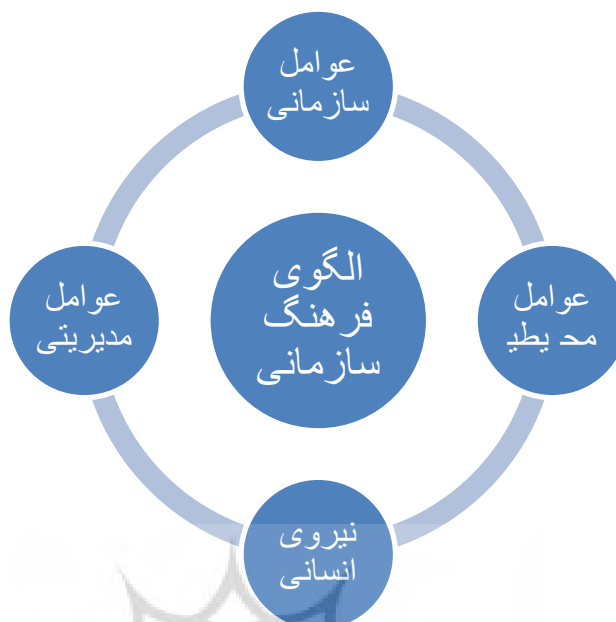 عوامل
سازمانی
الگوی
فرهنگ
سازمانی
عوامل
محیطی
عوامل
مدیریتی
نیروی
انسانی